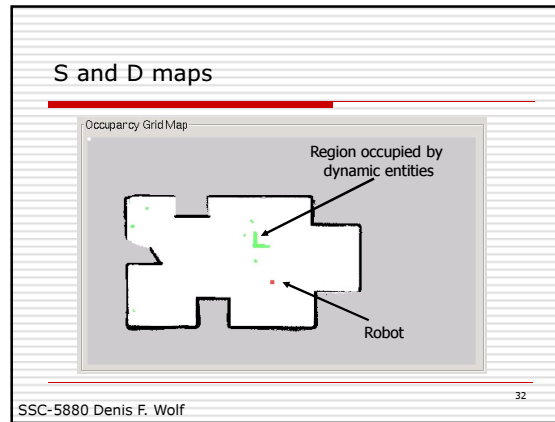 S and D maps
Occupancy Grid Map
Region occupied by
dynamic entities
Robot
32
SSC-5880 Denis F. Wolf